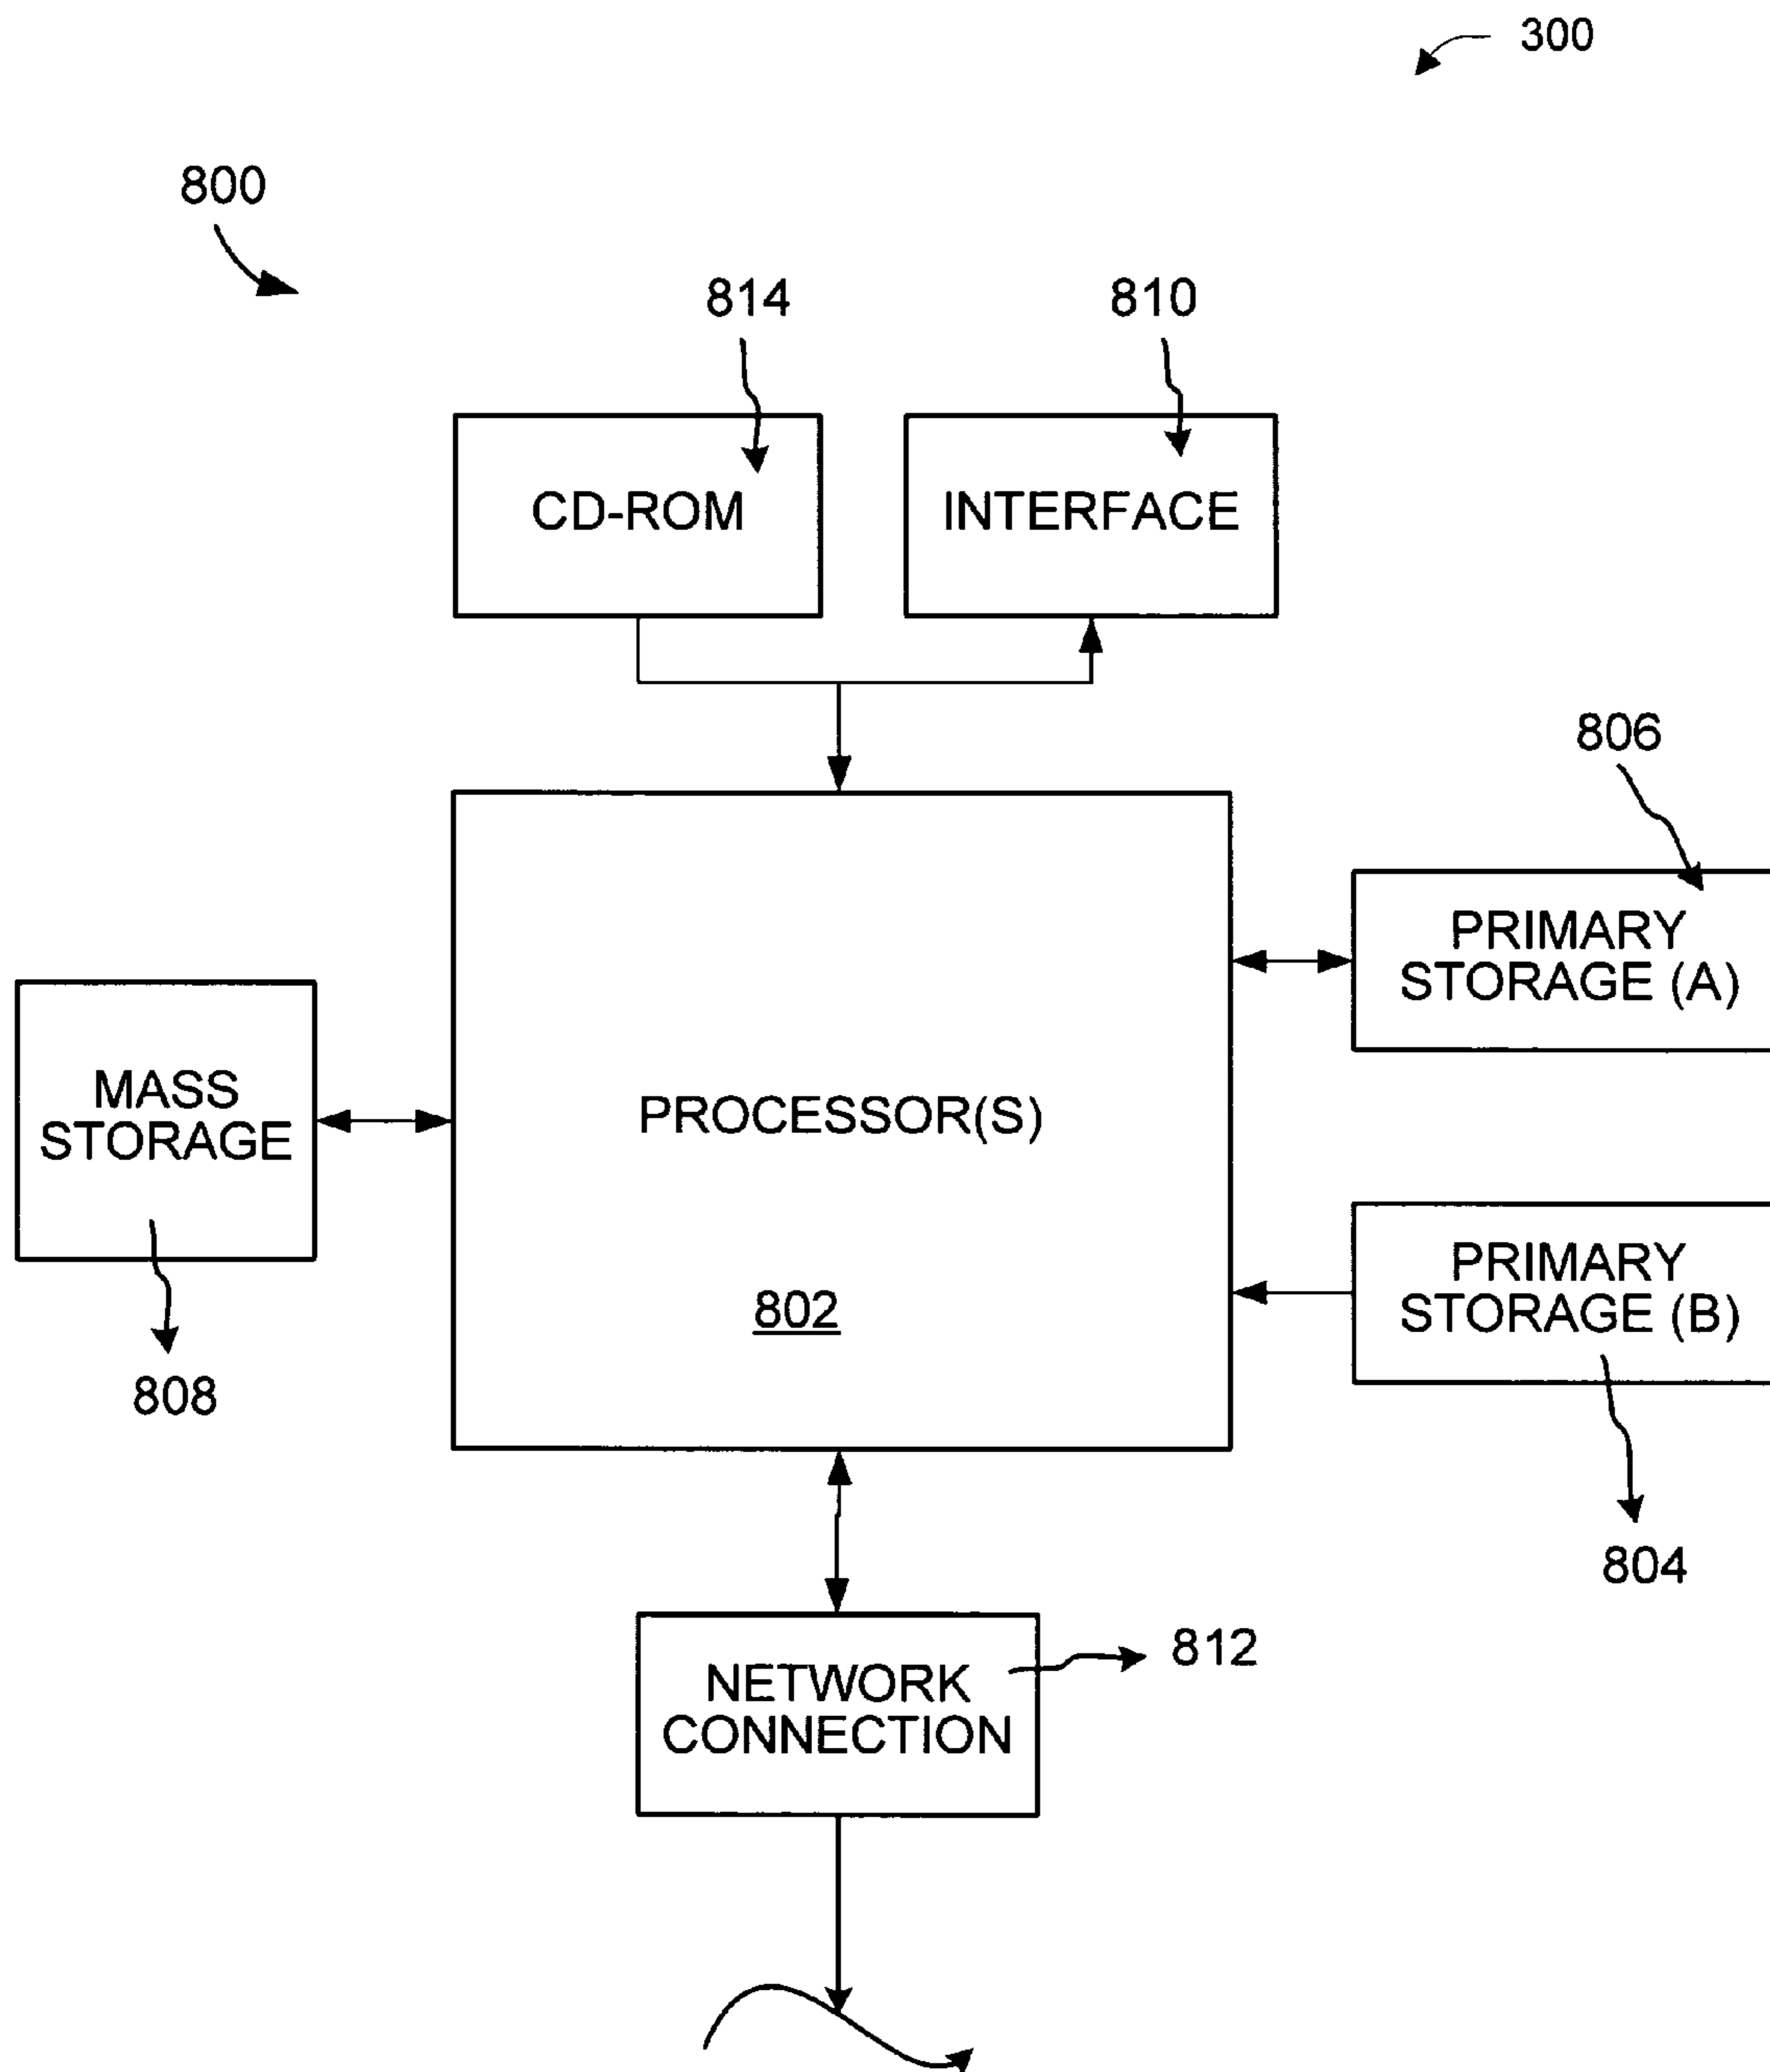 300
800
814
810
CD-ROM
INTERFACE
806
PRIMARY
STORAGE (A)
MASS
STORAGE
PROCESSOR(S)
PRIMARY
STORAGE (B)
802
808
804
812
NETWORK
CONNECTION